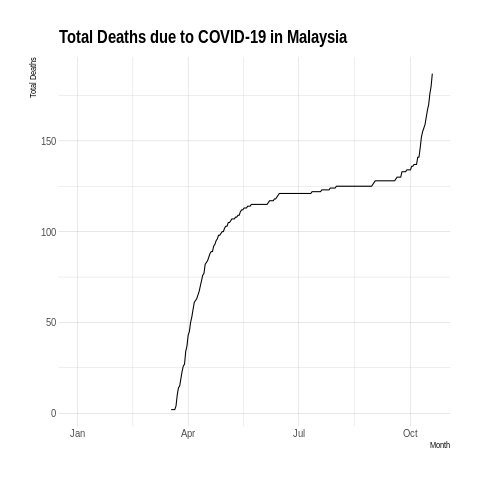 Total Deaths due to COVID-19 in Malaysia
Total Deaths
150
100
50
0
Jan Apr Jul Oct
Month